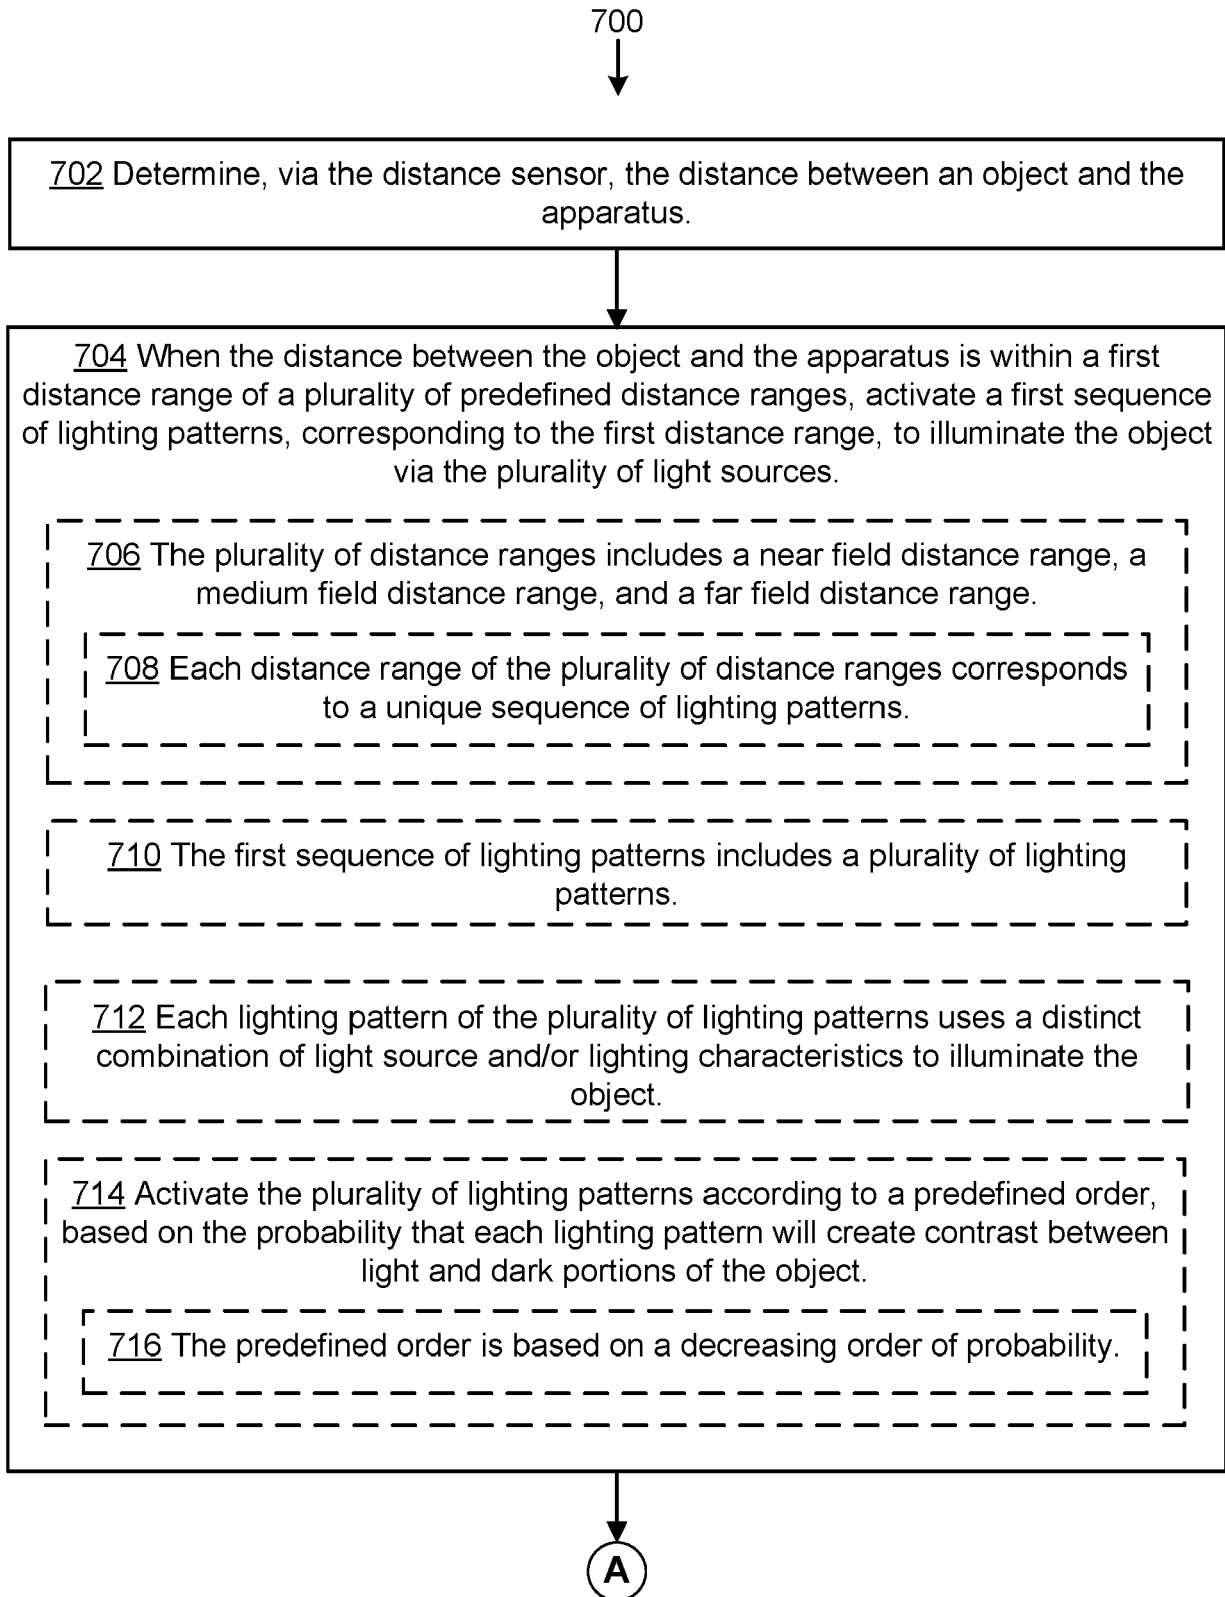 700
702 Determine, via the distance sensor, the distance between an object and the
apparatus.
704 When the distance between the object and the apparatus is within a first
distance range of a plurality of predefined distance ranges, activate a first sequence
of lighting patterns, corresponding to the first distance range, to illuminate the object
via the plurality of light sources.
706 The plurality of distance ranges includes a near field distance range, a
medium field distance range, and a far field distance range.
708 Each distance range of the plurality of distance ranges corresponds
to a unique sequence of lighting patterns.
710 The first sequence of lighting patterns includes a plurality of lighting
patterns.
712 Each lighting pattern of the plurality of lighting patterns uses a distinct
combination of light source and/or lighting characteristics to illuminate the
object.
714 Activate the plurality of lighting patterns according to a predefined order,
based on the probability that each lighting pattern will create contrast between
light and dark portions of the object.
716 The predefined order is based on a decreasing order of probability.
A